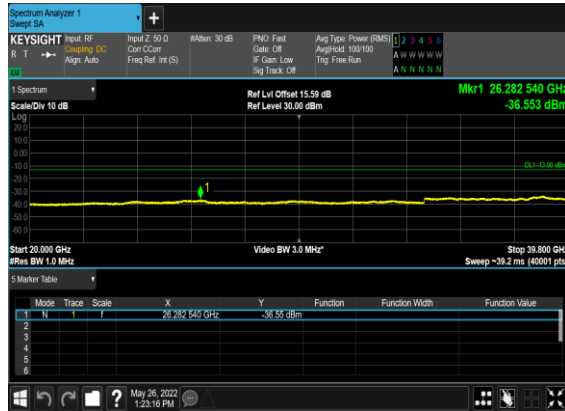 Spectrum Analyzer 1
Swept SA
+
KEYSIGHT Input: RF Input Z: 50 Ω #Atten: 30 dB PNO: Fast Avg Type: Power (RMS) 1 2 3 4 5 6
R T Coupling: DC Corr CCorr Gate: Off Avg|Hold: 100/100 A W W W W W
Align: Auto Freq Ref: Int (S) IF Gain: Low Trig: Free Run A N N N N N
Sig Track: Off
1 Spectrum Ref Lvl Offset 15.59 dB Mkr1 26.282 540 GHz
Scale/Div 10 dB Ref Level 30.00 dBm -36.553 dBm
Log
20.0
10.0
0.00
-10.0 DL1 -13.00 dBm
-20.0
-30.0 1
-40.0
-50.0
-60.0
Start 20.000 GHz Video BW 3.0 MHz* Stop 39.800 GHz
#Res BW 1.0 MHz Sweep ~39.2 ms (40001 pts)
5 Marker Table
Mode Trace Scale X Y Function Function Width Function Value
1 N 1 f 26.282 540 GHz -36.55 dBm
2
3
4
5
6
? May 26, 2022
1:23:16 PM